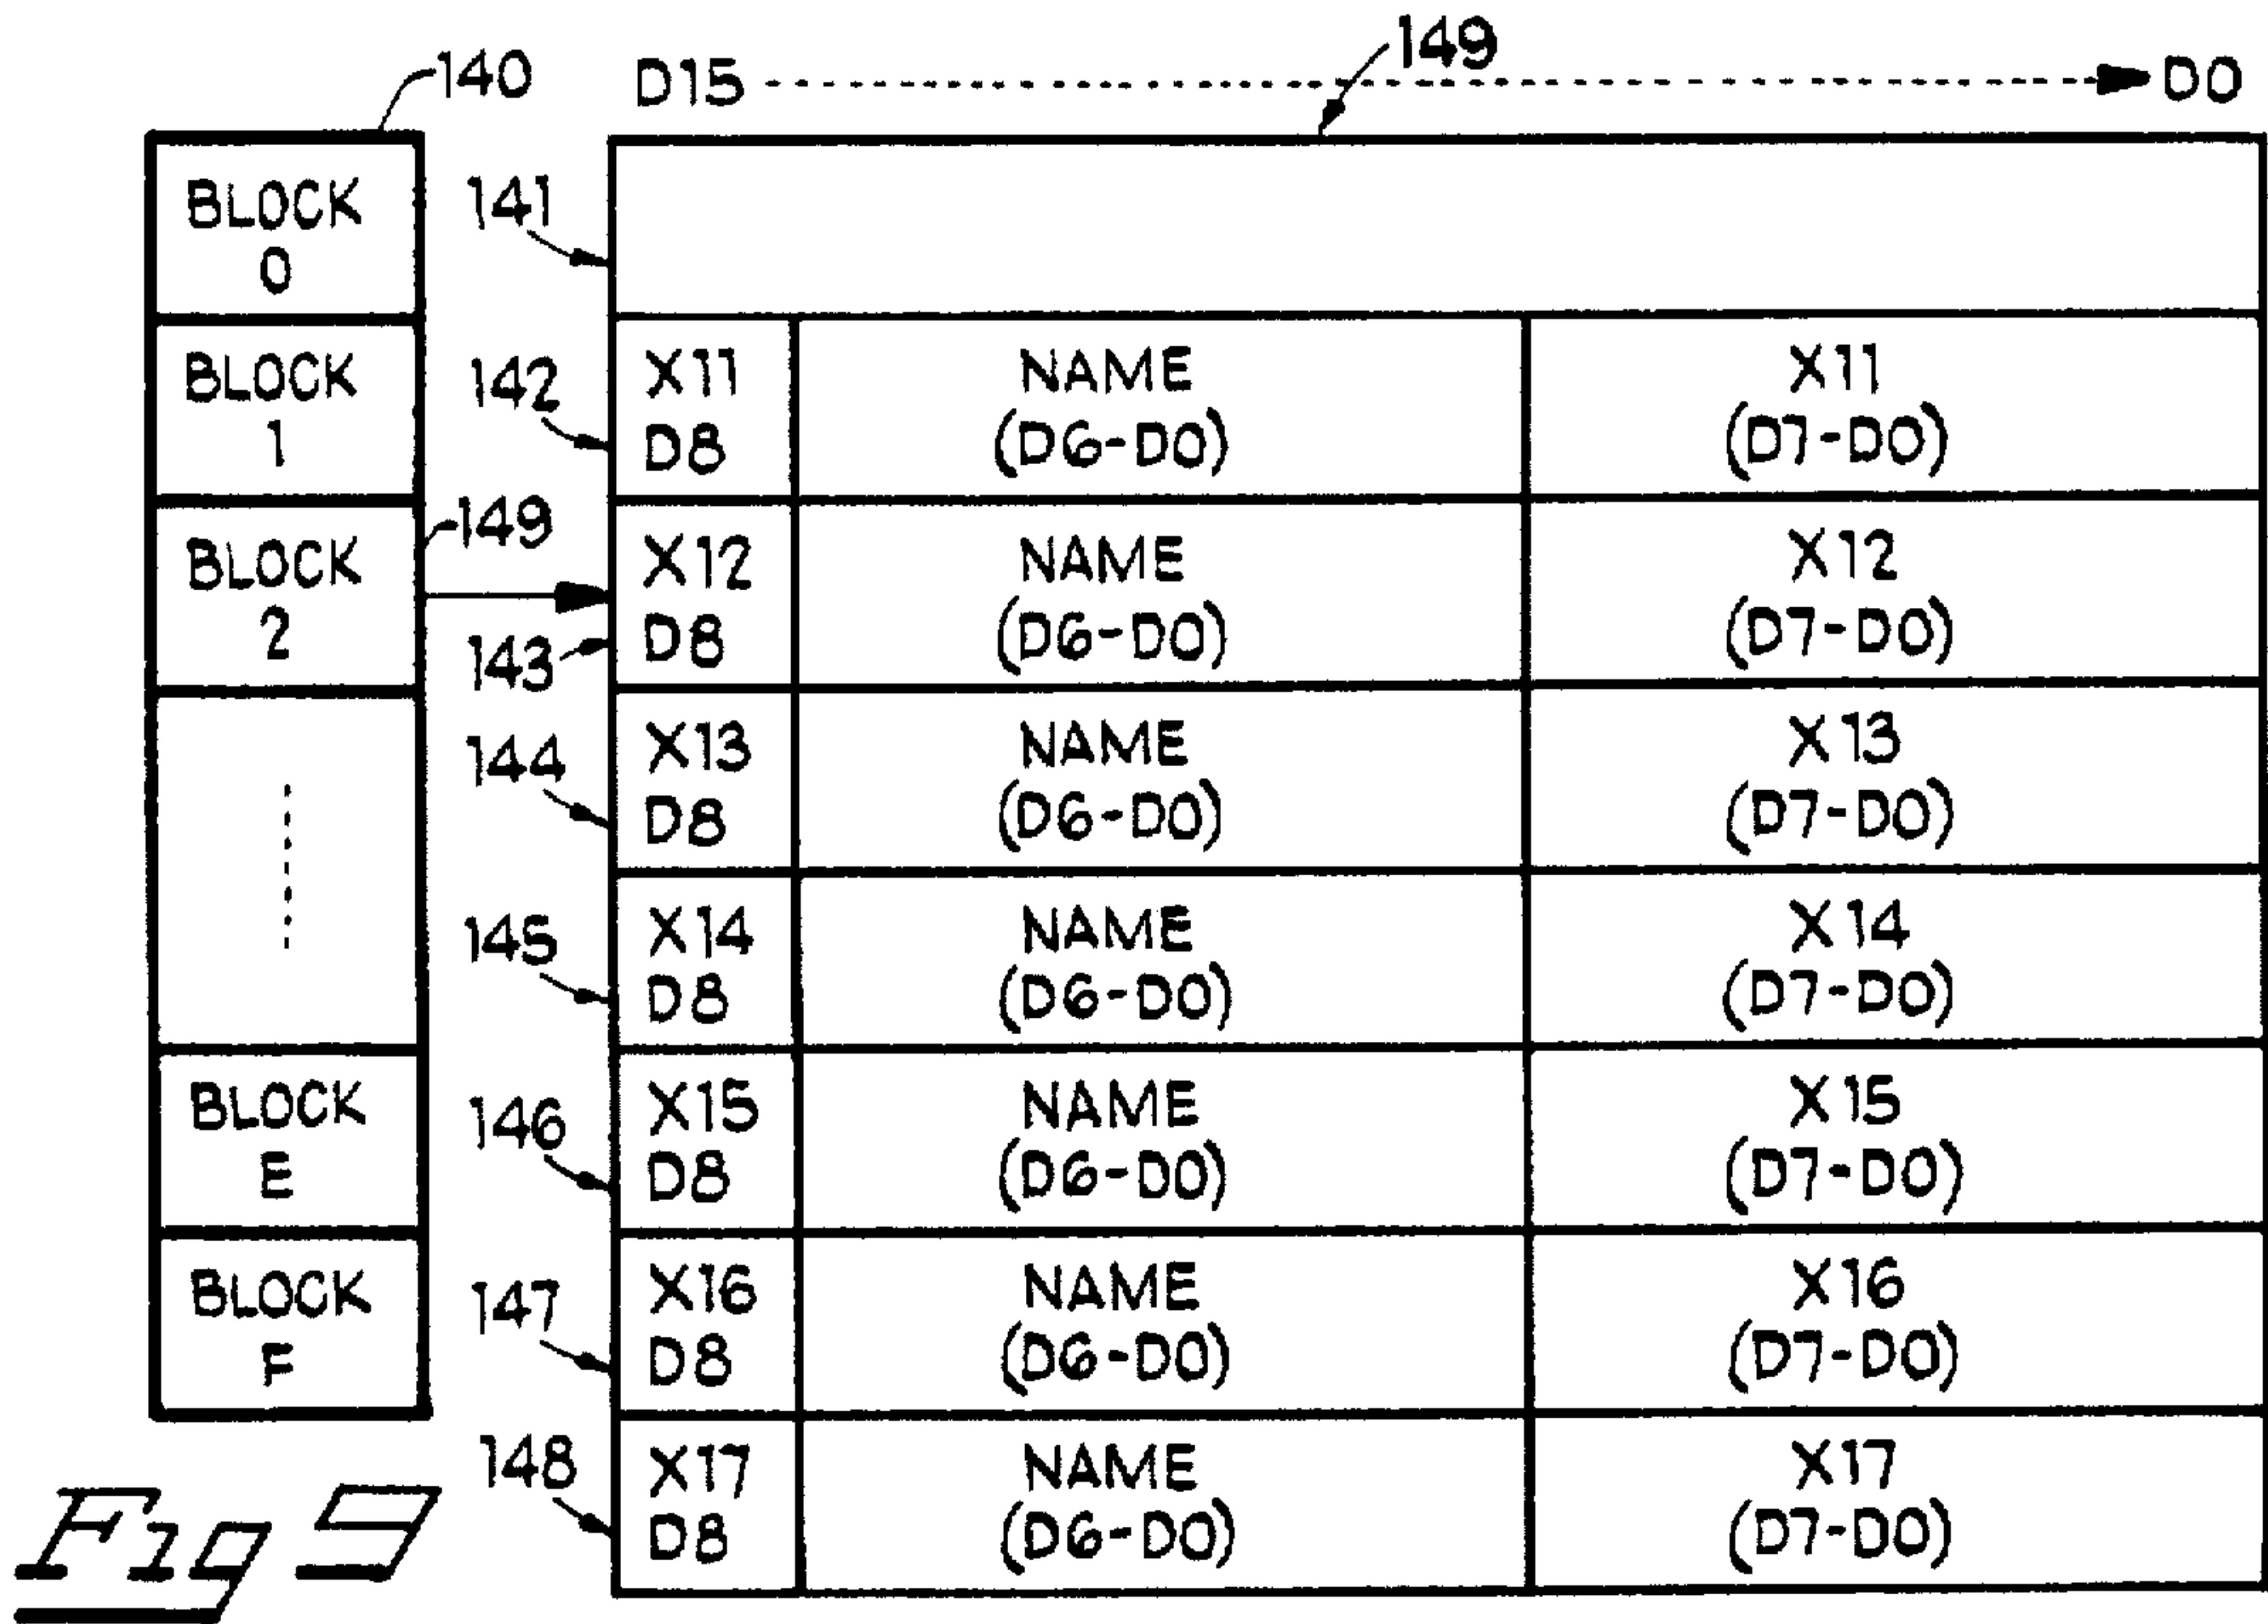 140
D15 149 D0
BLOCK
0
141
BLOCK
1
142
X11 NAME X11
D8 (D6-D0) (D7-D0)
149
BLOCK
2
143
X12 NAME X12
D8 (D6-D0) (D7-D0)
144
X13 NAME X13
D8 (D6-D0) (D7-D0)
145
X14 NAME X14
D8 (D6-D0) (D7-D0)
BLOCK
E
146
X15 NAME X15
D8 (D6-D0) (D7-D0)
BLOCK
F
147
X16 NAME X16
D8 (D6-D0) (D7-D0)
148
X17 NAME X17
D8 (D6-D0) (D7-D0)
Fig 9